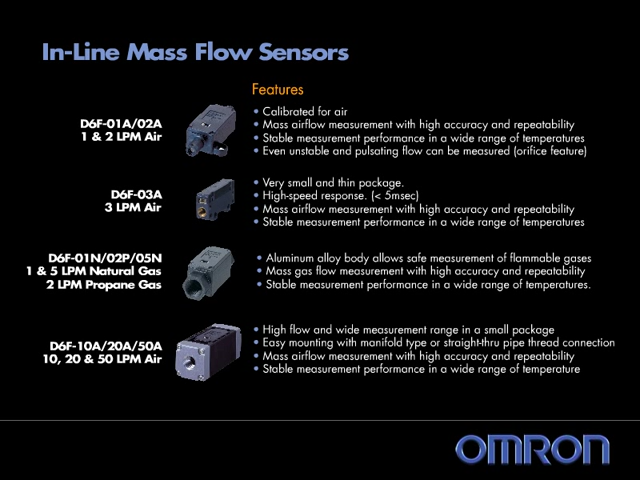 In-Line Mass Flow Sensors
Features
D6F-01A/02A
1 & 2 LPM Air
• Calibrated for air
• Mass airflow measurement with high accuracy and repeatability
• Stable measurement performance in a wide range of temperatures
• Even unstable and pulsating flow can be measured (orifice feature)
D6F-03A
3 LPM Air
• Very small and thin package.
• High-speed response. (< 5msec)
• Mass airflow measurement with high accuracy and repeatability
• Stable measurement performance in a wide range of temperatures
D6F-01N/02P/05N
1 & 5 LPM Natural Gas
2 LPM Propane Gas
• Aluminum alloy body allows safe measurement of flammable gases
• Mass gas flow measurement with high accuracy and repeatability
• Stable measurement performance in a wide range of temperatures.
D6F-10A/20A/50A
10, 20 & 50 LPM Air
• High flow and wide measurement range in a small package
• Easy mounting with manifold type or straight-thru pipe thread connection
• Mass airflow measurement with high accuracy and repeatability
• Stable measurement performance in a wide range of temperature
OMRON